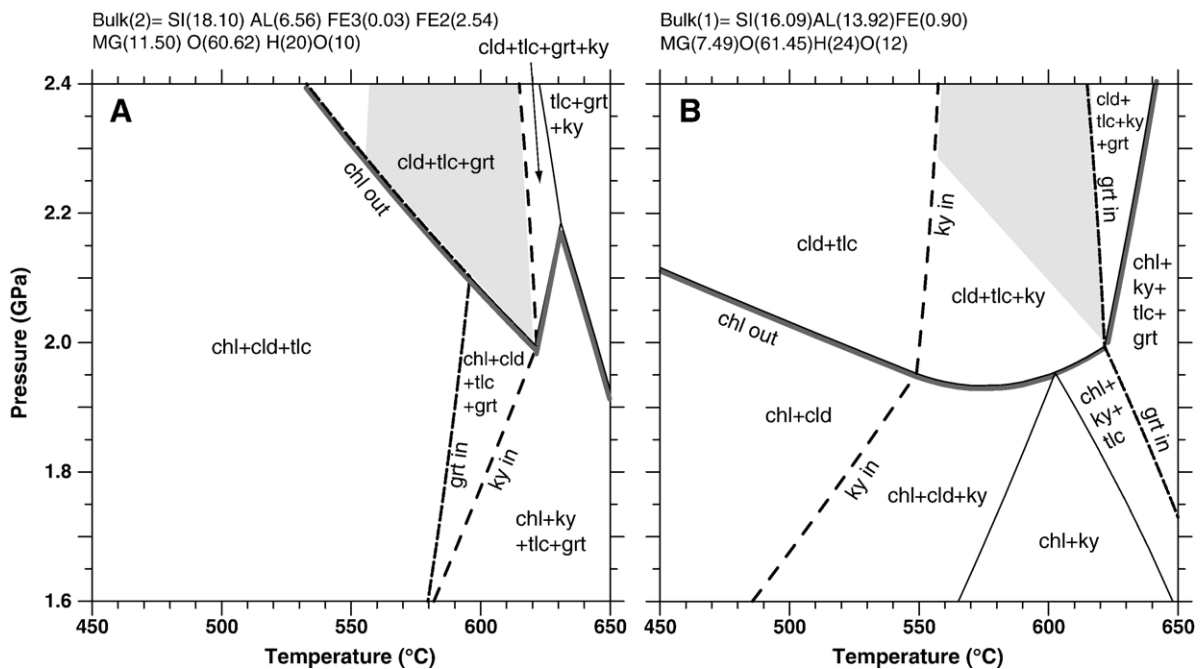 Bulk(2)= SI(18.10) AL(6.56) FE3(0.03) FE2(2.54)
MG(11.50) O(60.62) H(20)O(10)
cld+tlc+grt+ky
A
tlc+grt
+ky
cld+tlc+grt
chl out
chl+cld+tlc
chl+cld
+tlc
+grt
grt in
ky in
chl+ky
+tlc+grt
2.4
2.2
2.0
1.8
1.6
Pressure (GPa)
450
500
550
600
650
Temperature (°C)
Bulk(1)= SI(16.09)AL(13.92)FE(0.90)
MG(7.49)O(61.45)H(24)O(12)
B
cld+
tlc+ky
+grt
ky in
grt in
cld+tlc
cld+tlc+ky
chl+
ky+
tlc+
grt
chl out
chl+cld
chl+
ky+
tlc
grt in
ky in
chl+cld+ky
chl+ky
450
500
550
600
650
Temperature (°C)